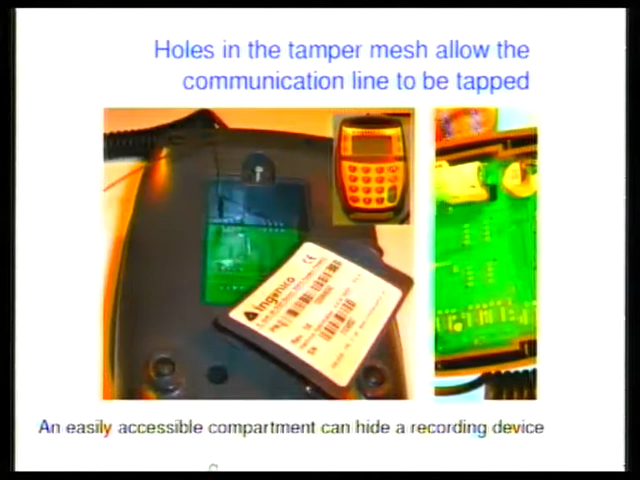 Holes in the tamper mesh allow the
communication line to be tapped
ingenico
An easily accessible compartment can hide a recording device